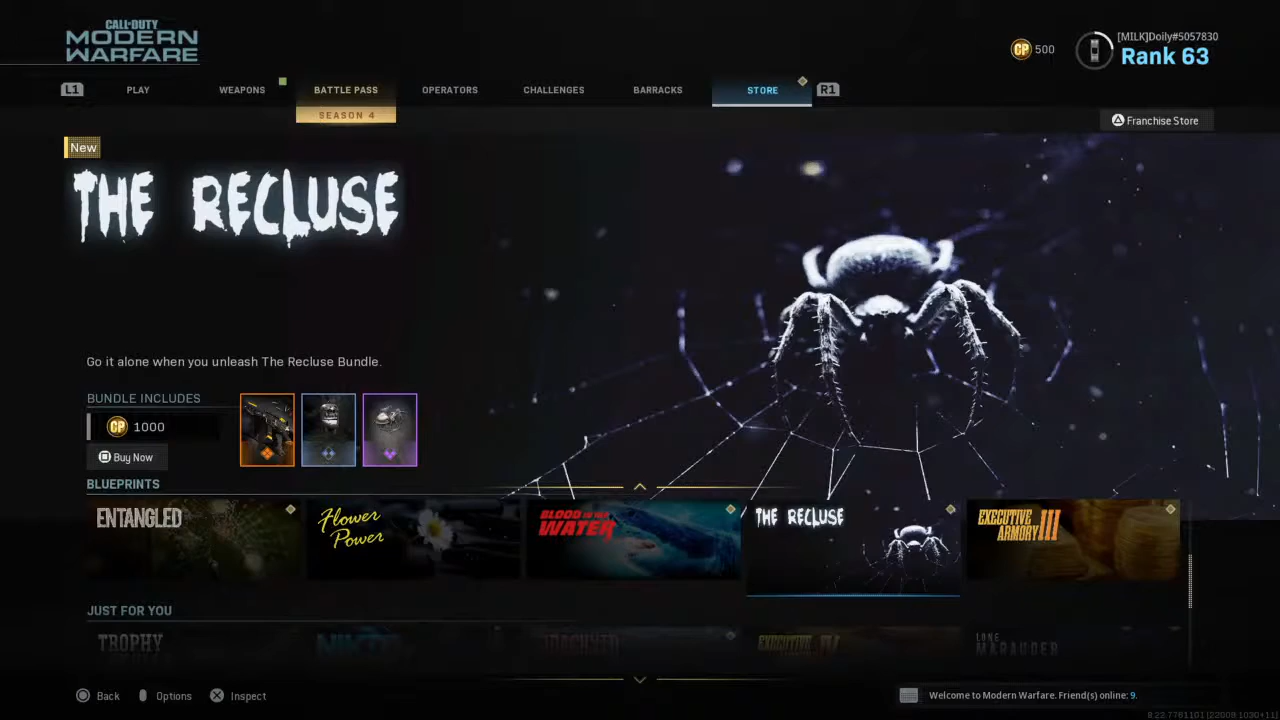 CALL OF DUTY
MODERN
WARFARE
CP 500
[MILK]Doily#5057830
Rank 63
L1
PLAY
WEAPONS
BATTLE PASS
SEASON 4
OPERATORS
CHALLENGES
BARRACKS
STORE
R1
Franchise Store
New
THE RECLUSE
Go it alone when you unleash The Recluse Bundle.
BUNDLE INCLUDES
CP 1000
Buy Now
BLUEPRINTS
ENTANGLED
Flower
Power
BLOOD IN THE
WATER
THE RECLUSE
EXECUTIVE
ARMORY III
JUST FOR YOU
TROPHY
EXECUTIVE
LONE
MARAUDER
Back
Options
Inspect
Welcome to Modern Warfare. Friend(s) online: 9.